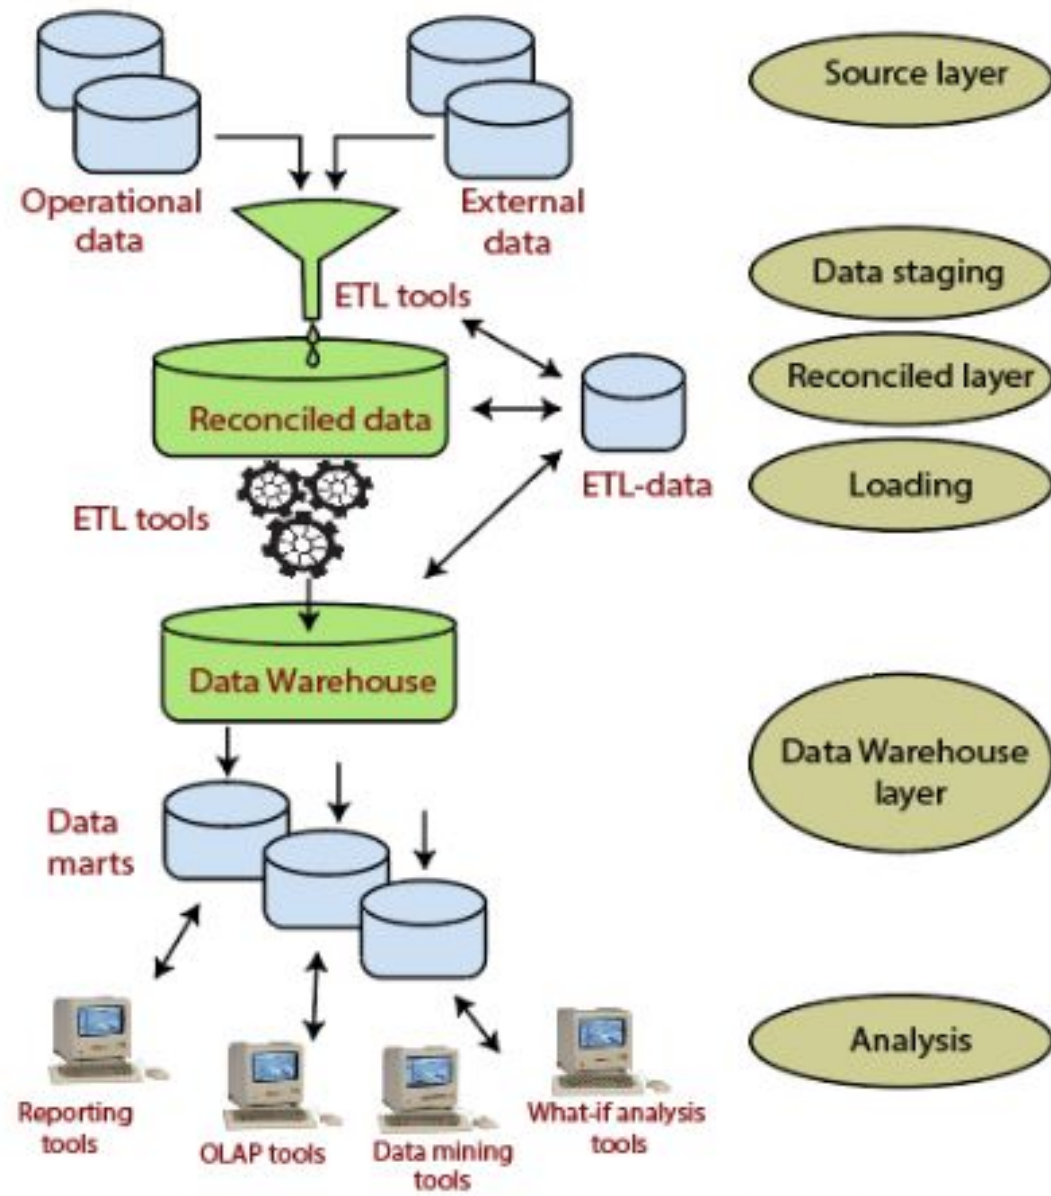 Source layer
Operational
data
External
data
Data staging
ETL tools
Reconciled layer
Reconciled data
ETL-data
Loading
ETL tools
Data Warehouse
Data Warehouse
layer
Data
marts
Analysis
Reporting
tools
OLAP tools
Data mining
tools
What-if analysis
tools